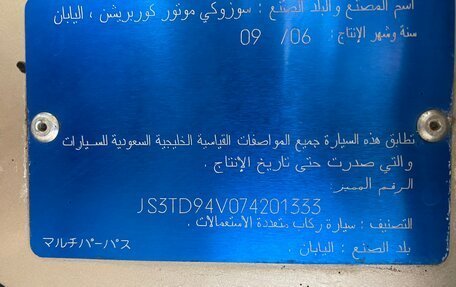 اسم المصنع والبلد الصنع : سوزوكي موتور كوربريشن ، اليابان
سنة وشهر الإنتاج : 06/ 09
تطابق هذه السيارة جميع المواصفات القياسية الخليجية السعودية للسيارات
والتي صدرت حتى تاريخ الإنتاج .
الرقم المميز :
JS3TD94V074201333
التصنيف : سيارة ركاب متعددة الاستعمالات .
بلد الصنع : اليابان .
マルチパーパス